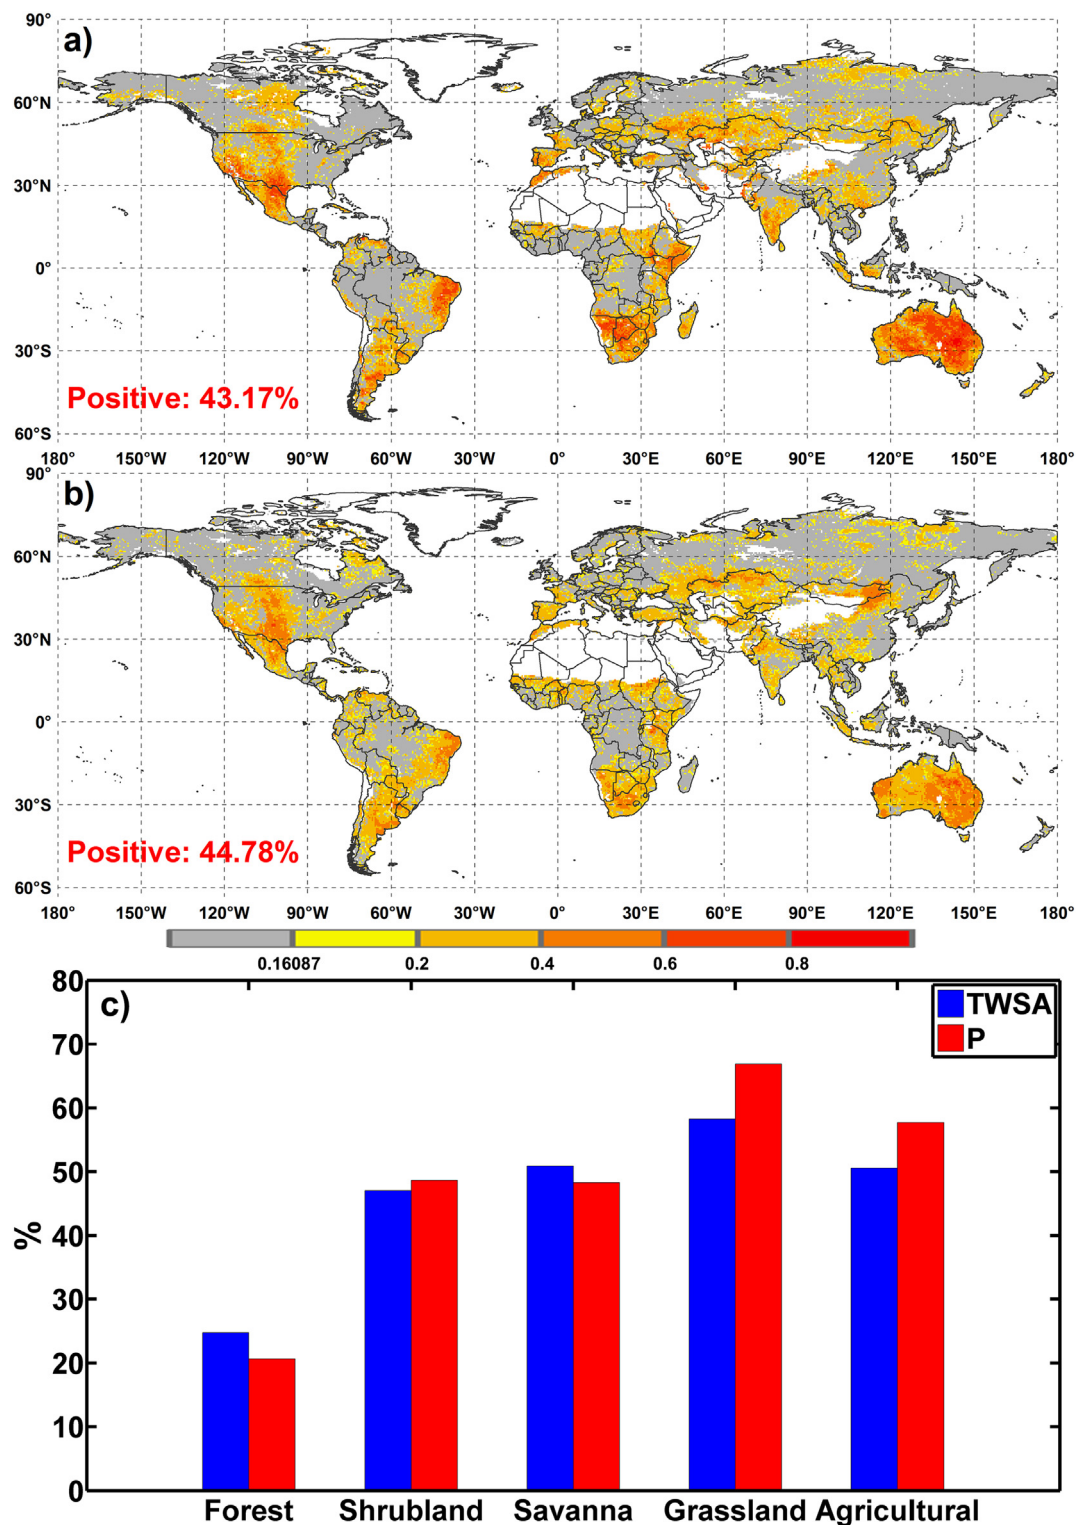 a)
90°
60°N
30°N
0°
30°S
60°S
Positive: 43.17%
180° 150°W 120°W 90°W 60°W 30°W 0° 30°E 60°E 90°E 120°E 150°E 180°
b)
90°
60°N
30°N
0°
30°S
60°S
Positive: 44.78%
180° 150°W 120°W 90°W 60°W 30°W 0° 30°E 60°E 90°E 120°E 150°E 180°
0.16087 0.2 0.4 0.6 0.8
c)
TWSA
P
%
80
70
60
50
40
30
20
10
0
Forest Shrubland Savanna Grassland Agricultural